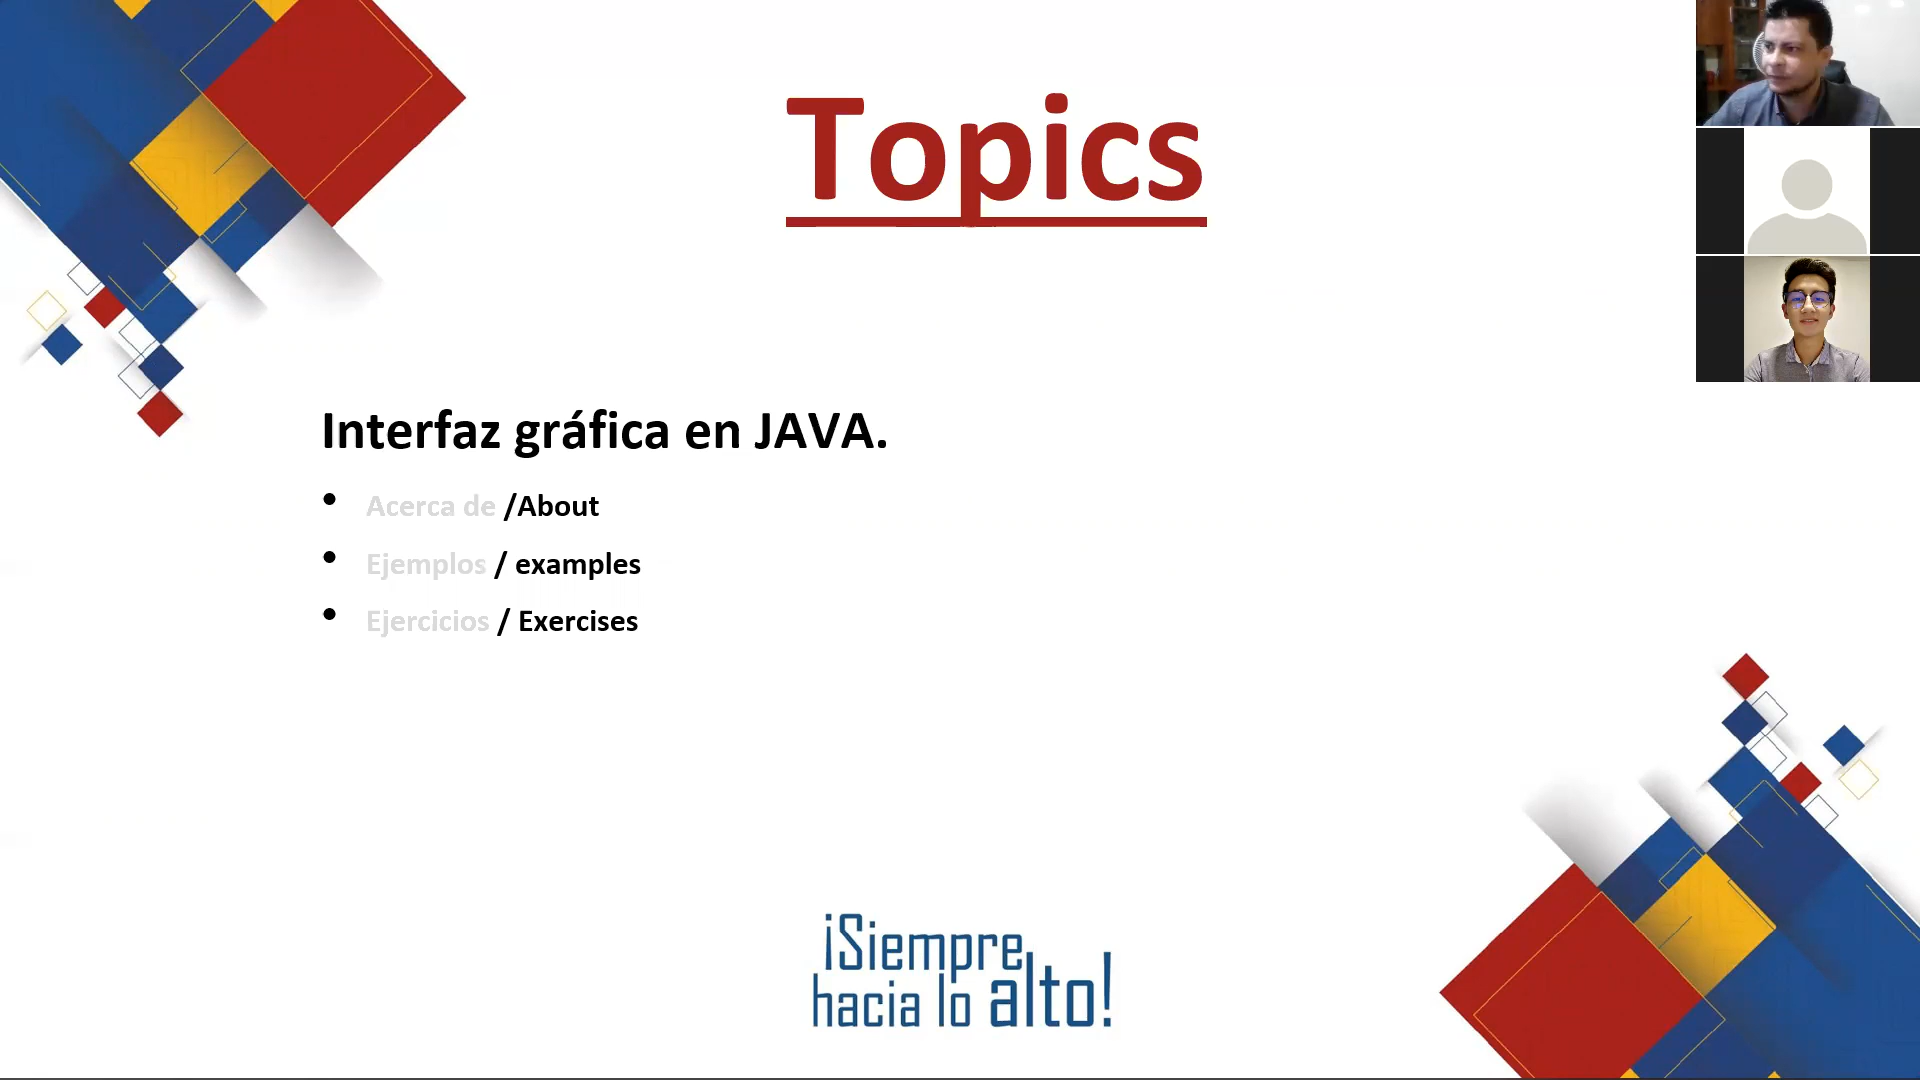 Topics
Interfaz gráfica en JAVA.
• Acerca de /About
• Ejemplos / examples
• Ejercicios / Exercises
¡Siempre
hacia lo alto!